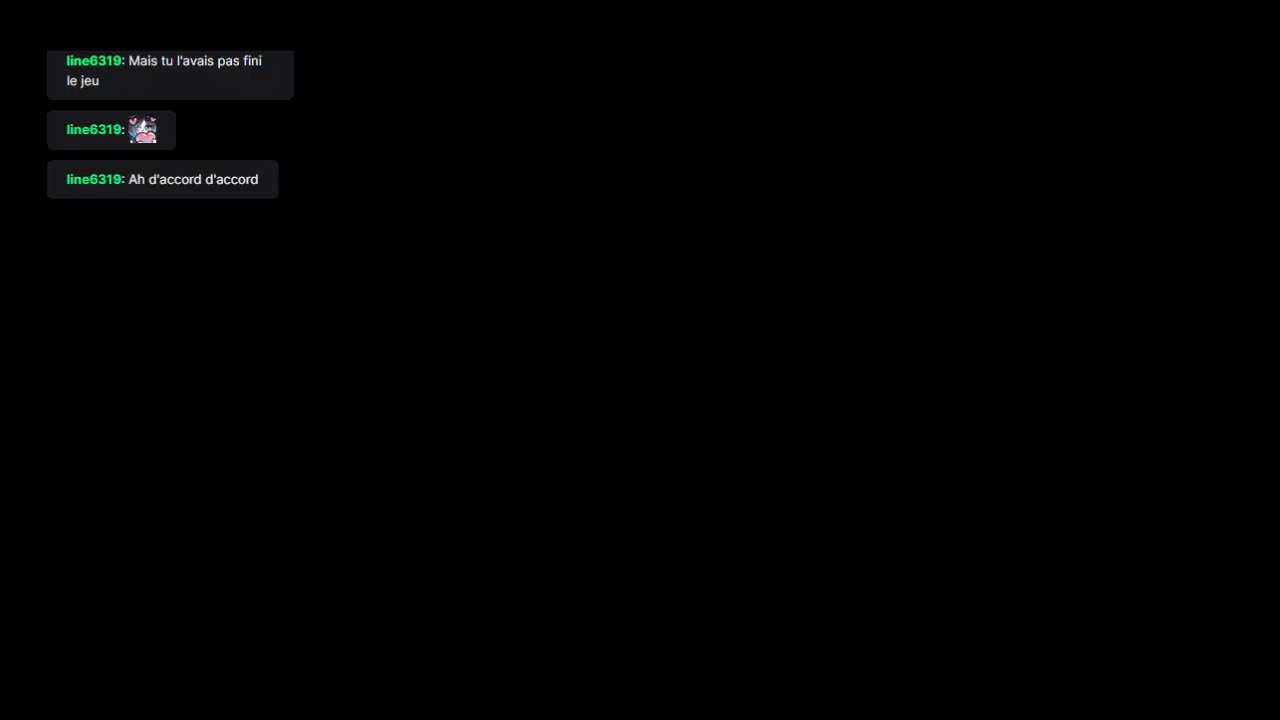 line6319: Mais tu l'avais pas fini
le jeu
line6319:
line6319: Ah d'accord d'accord